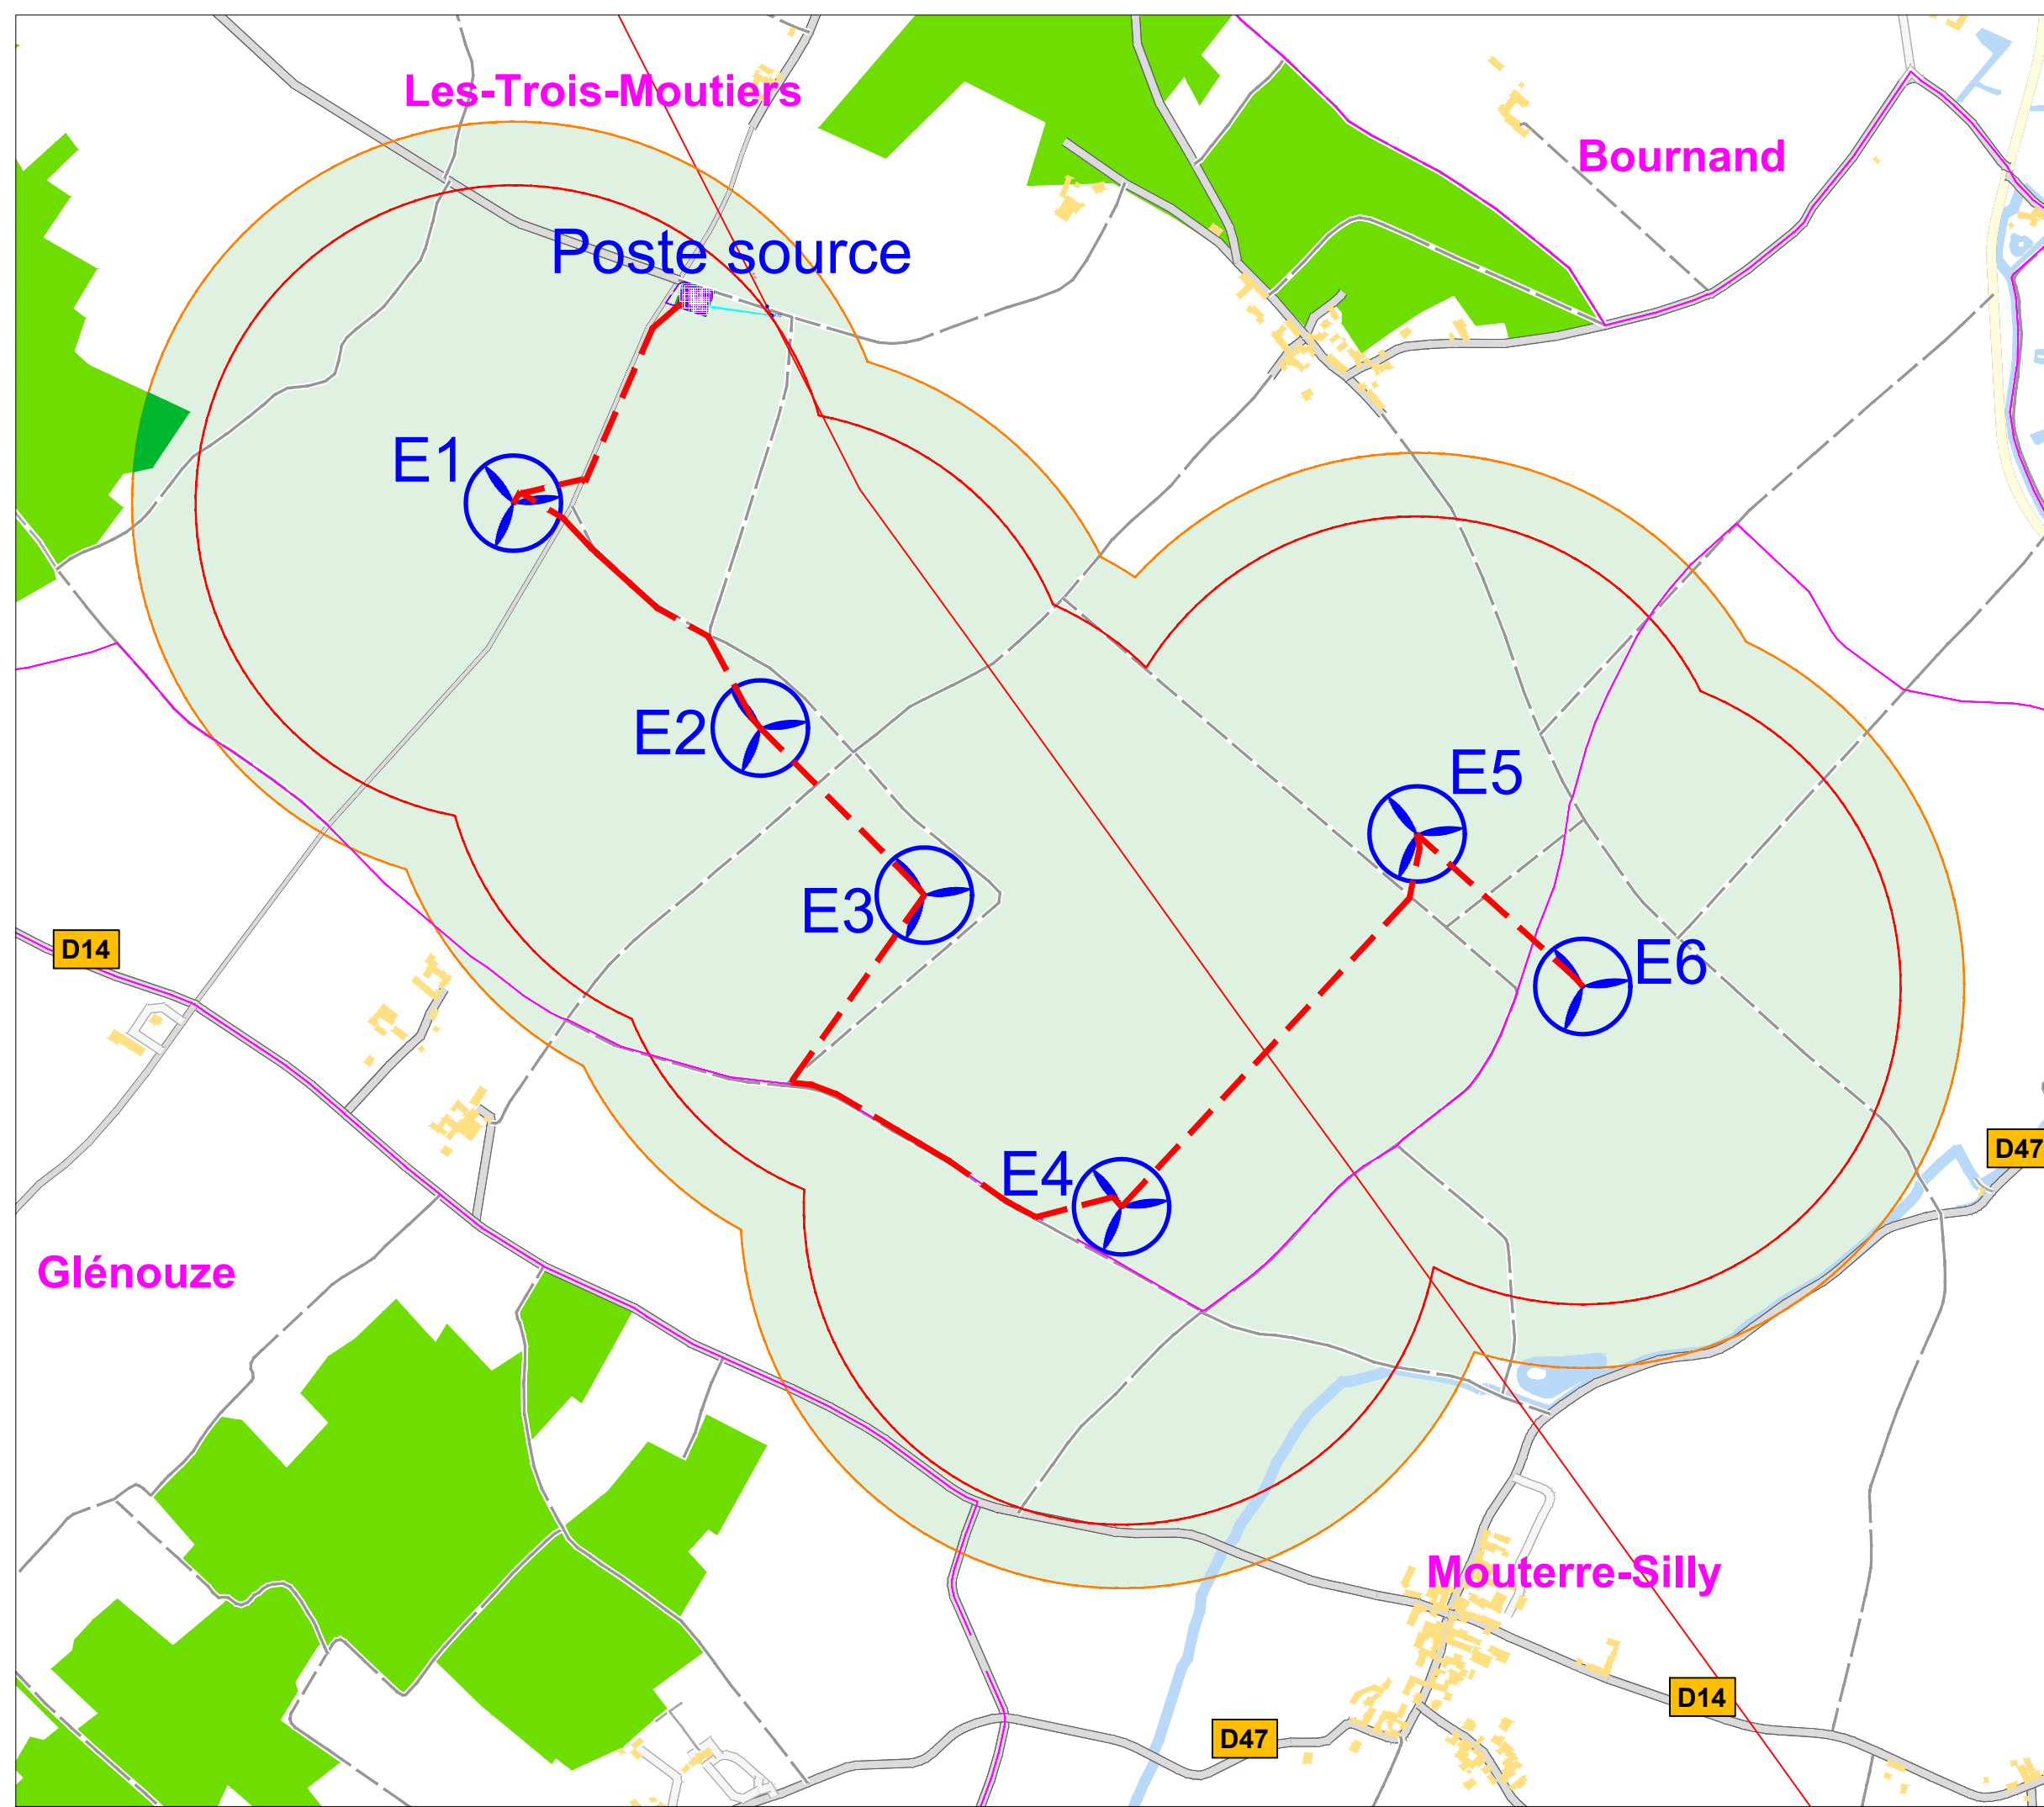 Les-Trois-Moutiers
Bournand
Poste source
E1
E2
E5
E3
D14
E6
D47
E4
Glénouze
Mouterre-Silly
D14
D47